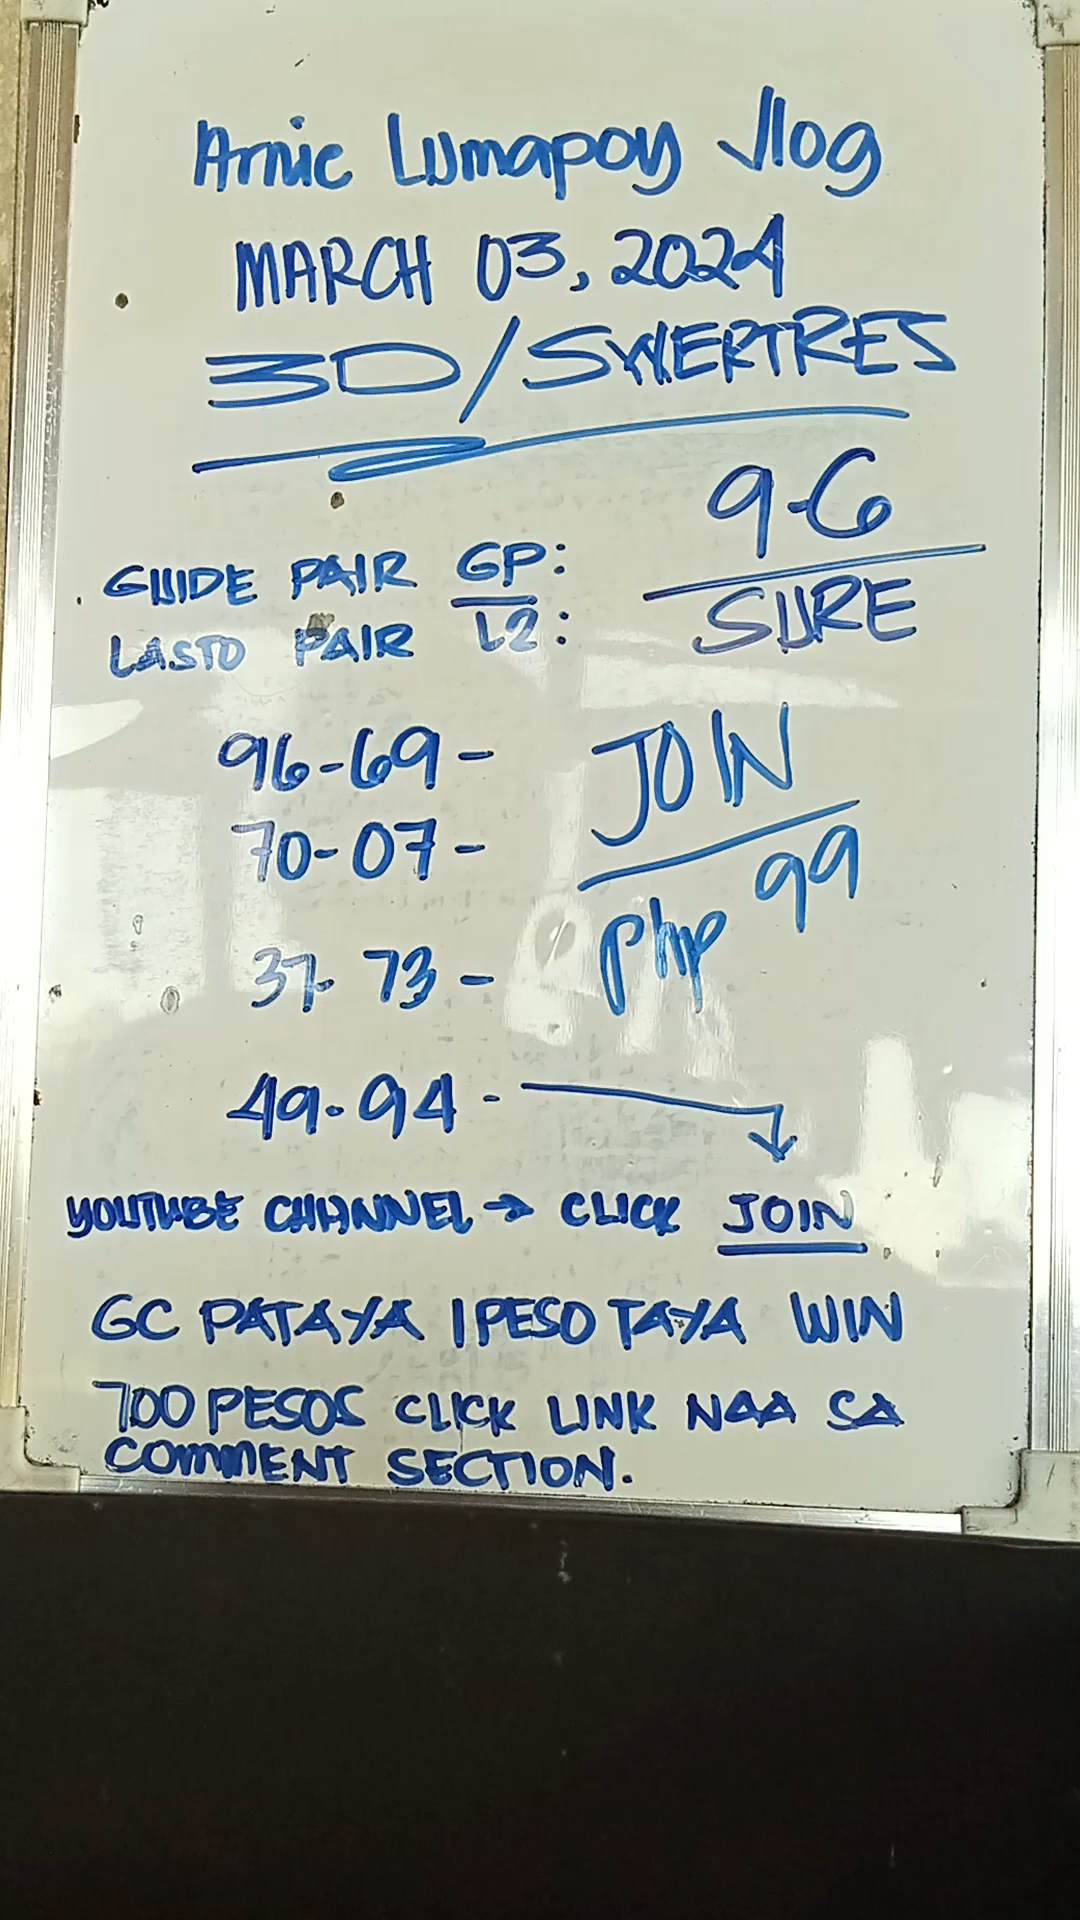 Arnie Lumapoy Vlog
MARCH 03, 2024
3D/SWERTRES
9-6
SURE
GUIDE PAIR GP:
LASTO PAIR L2:
96-69-
70-07-
37-73-
49-94-
JOIN
Php 99
YOUTUBE CHANNEL → CLICK JOIN
GC PATAYA 1PESO TAYA WIN
700 PESOS CLICK LINK NAA SA
COMMENT SECTION.